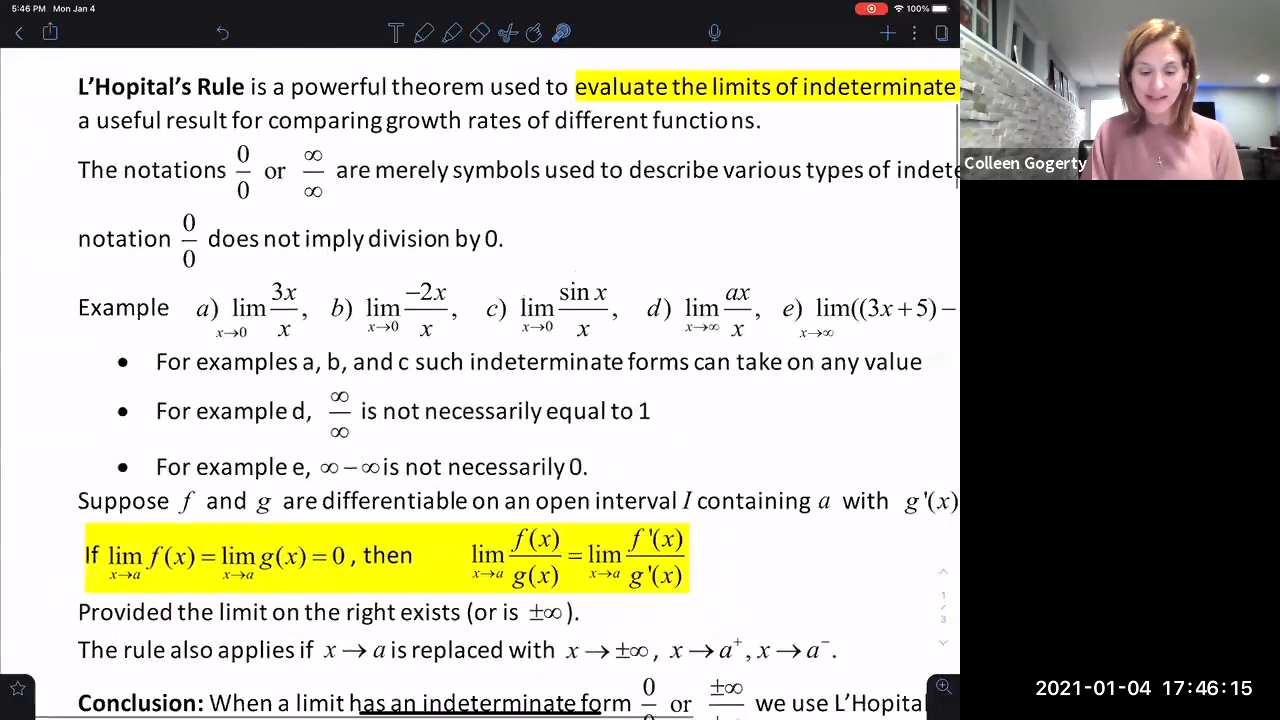 5:46 PM Mon Jan 4
100%
L'Hopital's Rule is a powerful theorem used to evaluate the limits of indeterminate
a useful result for comparing growth rates of different functions.
The notations 0/0 or ∞/∞ are merely symbols used to describe various types of indete
notation 0/0 does not imply division by 0.
Example a) lim x→0 3x/x, b) lim x→0 −2x/x, c) lim x→0 sin x/x, d) lim x→∞ ax/x, e) lim x→∞ ((3x+5)−
• For examples a, b, and c such indeterminate forms can take on any value
• For example d, ∞/∞ is not necessarily equal to 1
• For example e, ∞−∞ is not necessarily 0.
Suppose f and g are differentiable on an open interval I containing a with g'(x)
If lim x→a f(x) = lim x→a g(x) = 0, then lim x→a f(x)/g(x) = lim x→a f'(x)/g'(x)
Provided the limit on the right exists (or is ±∞).
The rule also applies if x→a is replaced with x→±∞, x→a⁺, x→a⁻.
Conclusion: When a limit has an indeterminate form 0/0 or ±∞/ we use L'Hopital
1
/
3
Colleen Gogerty
2021-01-04 17:46:15